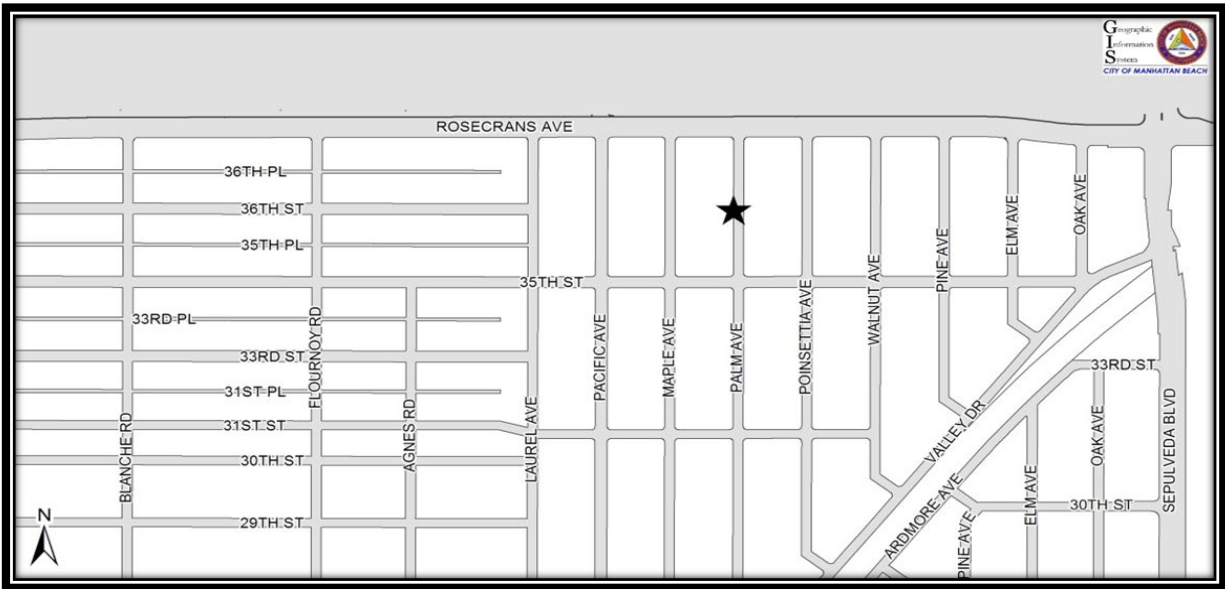 Geographic
Information
System
CITY OF MANHATTAN BEACH
ROSECRANS AVE
36TH PL
36TH ST
35TH PL
35TH ST
33RD PL
33RD ST
31ST PL
31ST ST
30TH ST
29TH ST
BLANCHE RD
FLOURNOY RD
AGNES RD
LAUREL AVE
PACIFIC AVE
MAPLE AVE
PALM AVE
POINSETTIA AVE
WALNUT AVE
PINE AVE
ELM AVE
OAK AVE
VALLEY DR
ARDMORE AVE
33RD ST
OAK AVE
ELM AVE
30TH ST
PINE AVE
SEPULVEDA BLVD
N